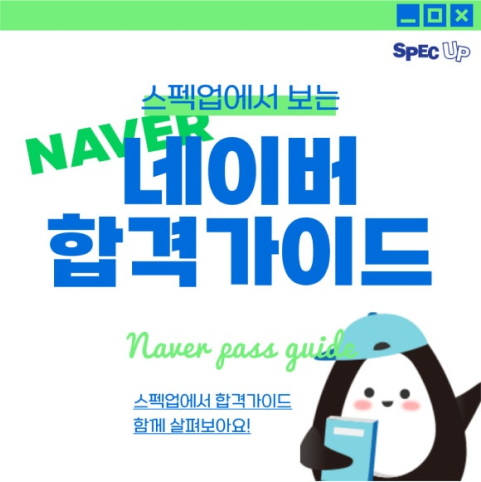 SPEC UP
스펙업에서 보는
NAVER
네이버
합격가이드
Naver pass guide
스펙업에서 합격가이드
함께 살펴보아요!